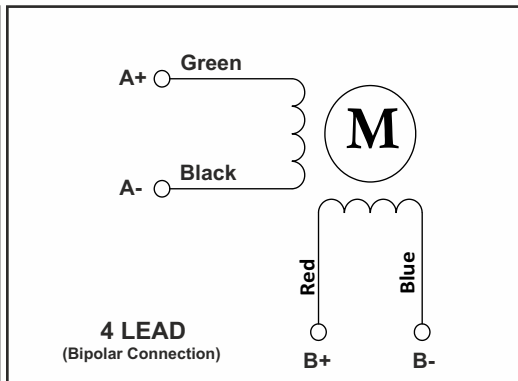 A+ Green
M
A- Black
Red
Blue
4 LEAD
(Bipolar Connection)
B+ B-